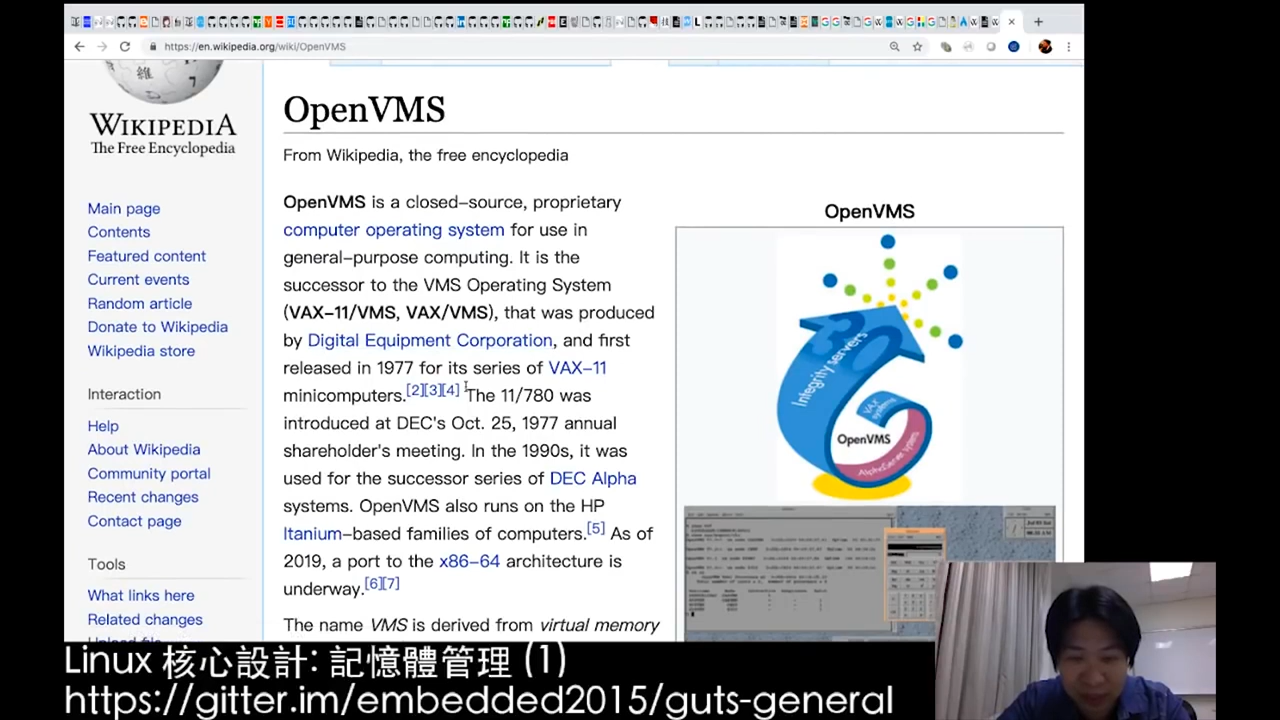 https://en.wikipedia.org/wiki/OpenVMS
WIKIPEDIA
The Free Encyclopedia
Main page
Contents
Featured content
Current events
Random article
Donate to Wikipedia
Wikipedia store
Interaction
Help
About Wikipedia
Community portal
Recent changes
Contact page
Tools
What links here
Related changes
Upload file
OpenVMS
From Wikipedia, the free encyclopedia
OpenVMS is a closed–source, proprietary
computer operating system for use in
general–purpose computing. It is the
successor to the VMS Operating System
(VAX–11/VMS, VAX/VMS), that was produced
by Digital Equipment Corporation, and first
released in 1977 for its series of VAX–11
minicomputers.[2][3][4] The 11/780 was
introduced at DEC's Oct. 25, 1977 annual
shareholder's meeting. In the 1990s, it was
used for the successor series of DEC Alpha
systems. OpenVMS also runs on the HP
Itanium–based families of computers.[5] As of
2019, a port to the x86–64 architecture is
underway.[6][7]
The name VMS is derived from virtual memory
OpenVMS
Integrity servers
VAX
systems
OpenVMS
AlphaServer systems
Linux 核心設計: 記憶體管理 (1)
https://gitter.im/embedded2015/guts-general